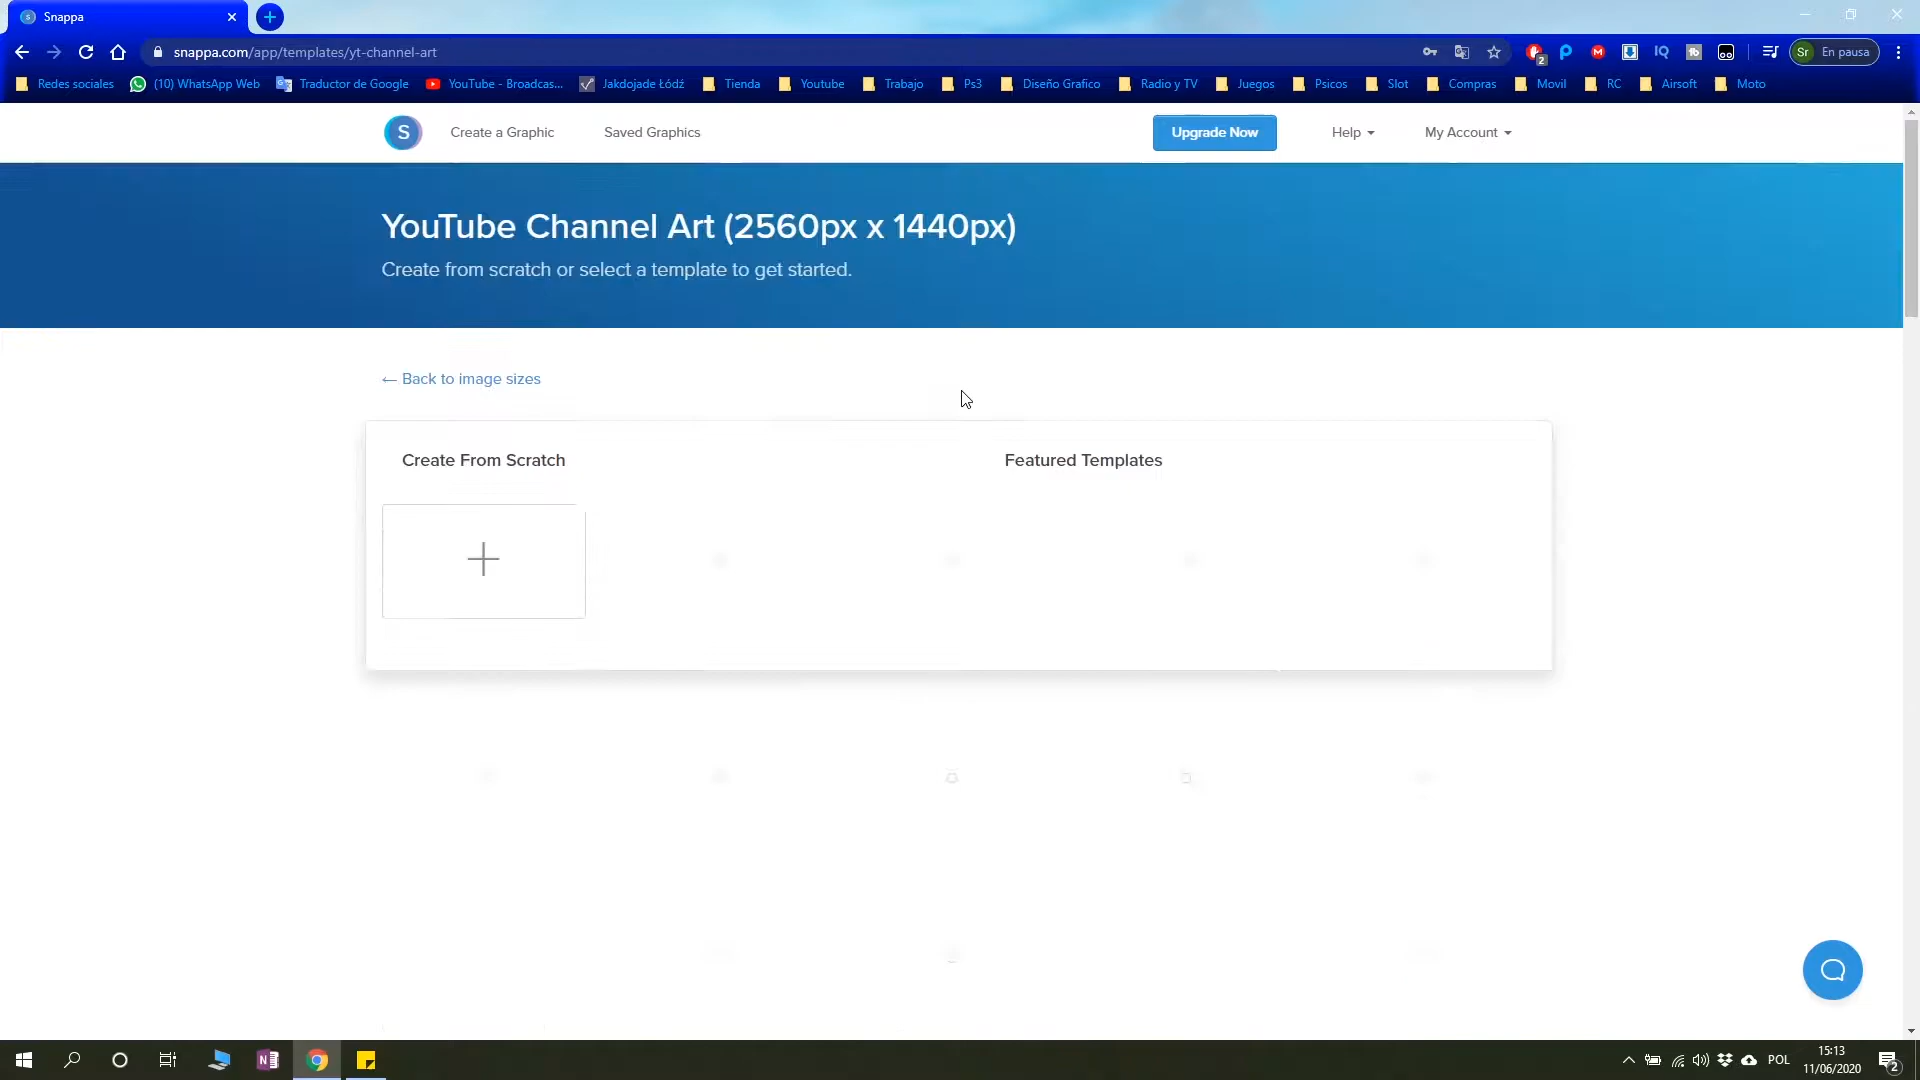 Snappa
snappa.com/app/templates/yt-channel-art
2
Sr En pausa
Redes sociales (10) WhatsApp Web Traductor de Google YouTube - Broadcas... Jakdojade Łódź Tienda Youtube Trabajo Ps3 Diseño Grafico Radio y TV Juegos Psicos Slot Compras Movil RC Airsoft Moto
S Create a Graphic Saved Graphics Upgrade Now Help My Account
YouTube Channel Art (2560px x 1440px)
Create from scratch or select a template to get started.
← Back to image sizes
Create From Scratch Featured Templates
POL 15:13
11/06/2020 2